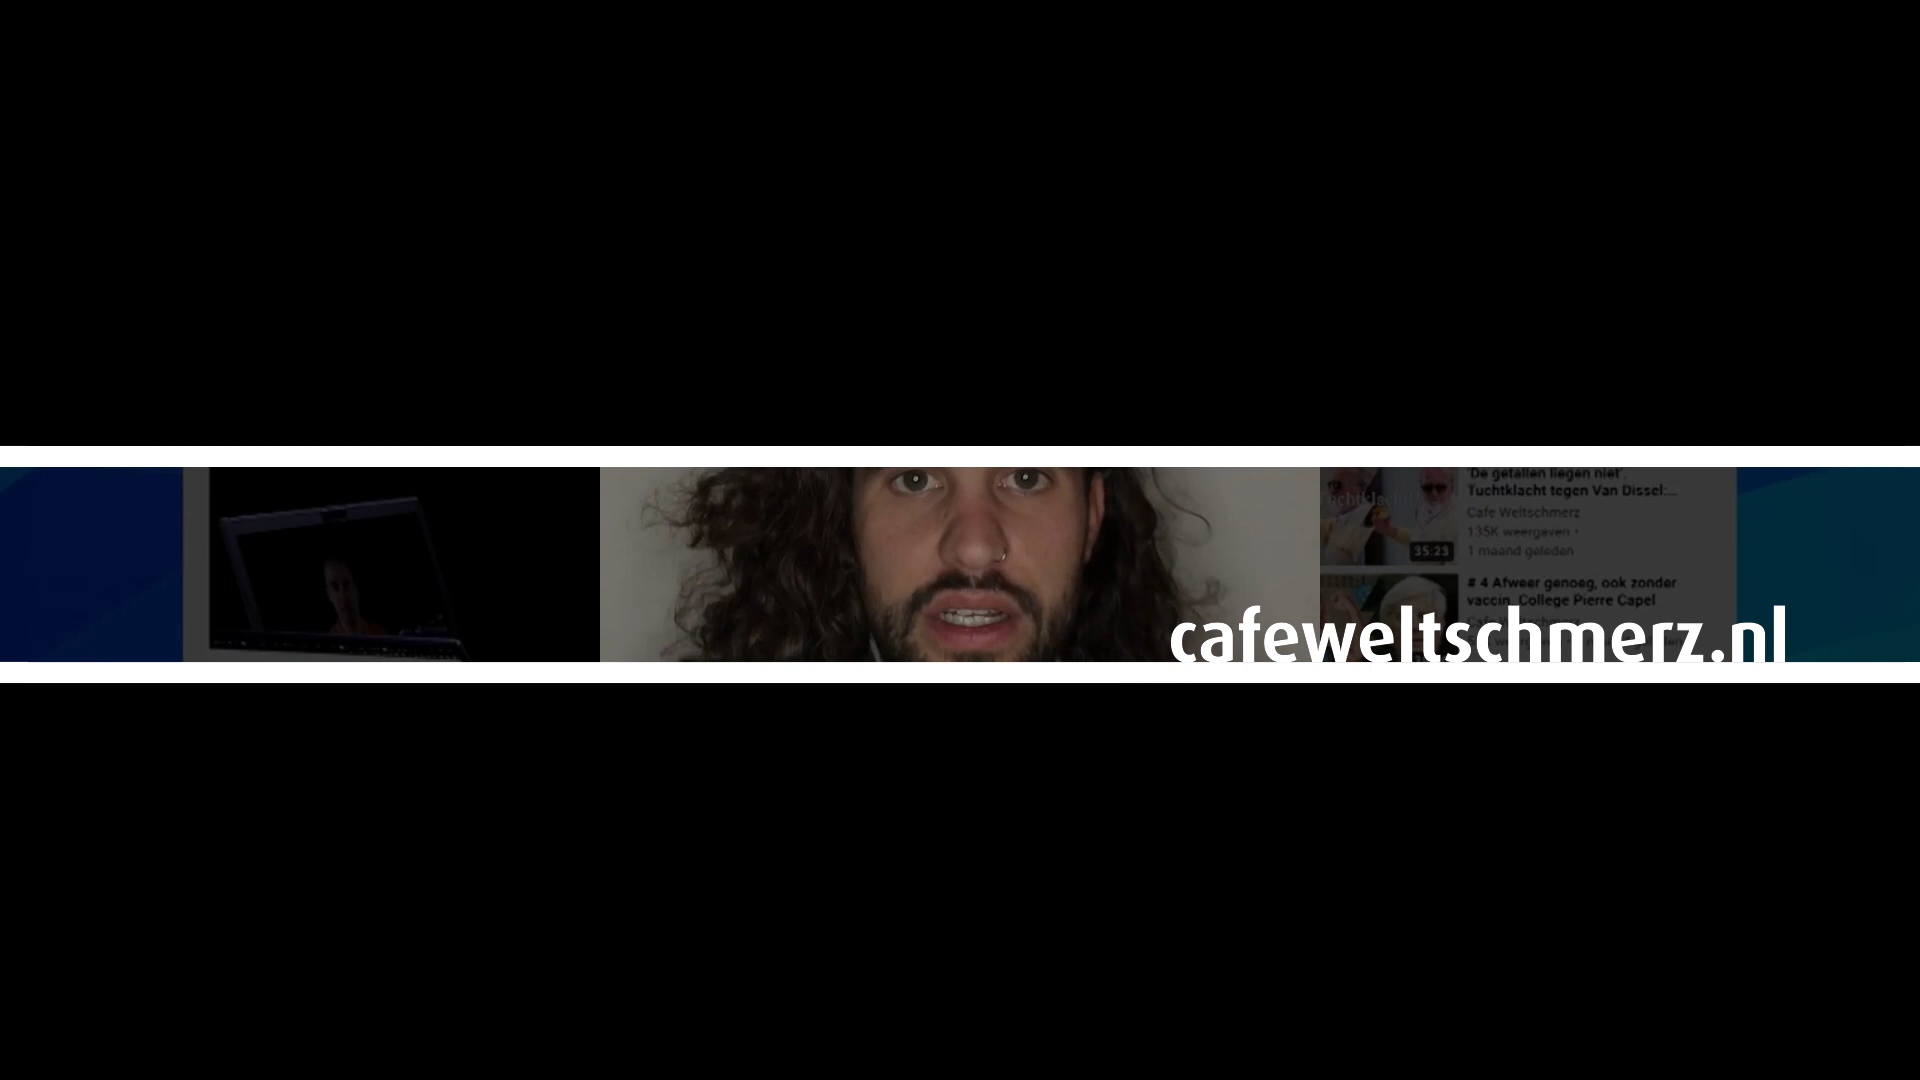 'De getallen liegen niet'.
Tuchtklacht tegen Van Dissel:...
Cafe Weltschmerz
135K weergaven •
1 maand geleden
35:23
# 4 Afweer genoeg, ook zonder
vaccin. College Pierre Capel
cafeweltschmerz.nl